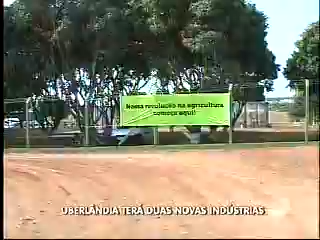 Nossa revolução na agricultura
começa aqui!
UBERLÂNDIA TERÁ DUAS NOVAS INDÚSTRIAS